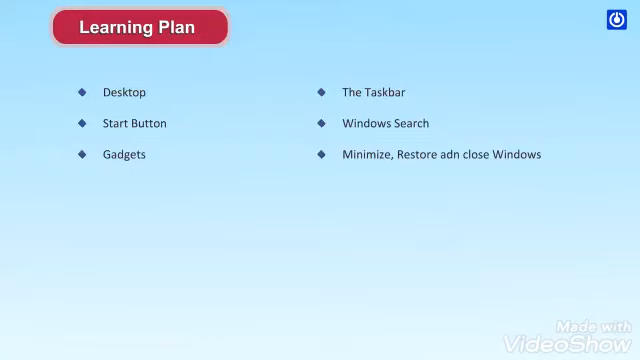 Learning Plan
Desktop
Start Button
Gadgets
The Taskbar
Windows Search
Minimize, Restore adn close Windows
Made with
VideoShow